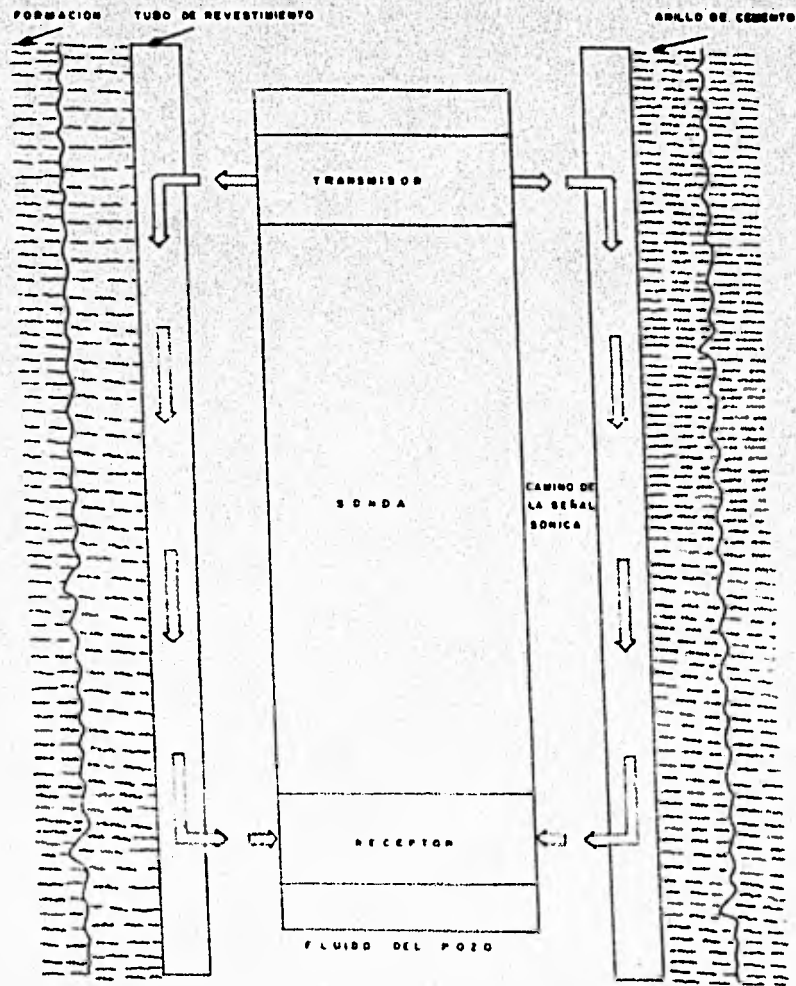 FORMACION
TUBO DE REVESTIMIENTO
ANILLO DE CEMENTO
TRANSMISOR
SONDA
CAMINO DE
LA SEÑAL
SONICA
RECEPTOR
FLUIDO DEL POZO